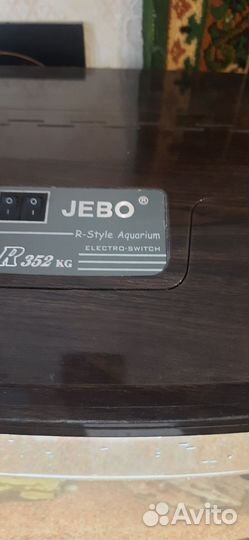 JEBO®
R-Style Aquarium
ELECTRO-SWITCH
R352 KG
Avito